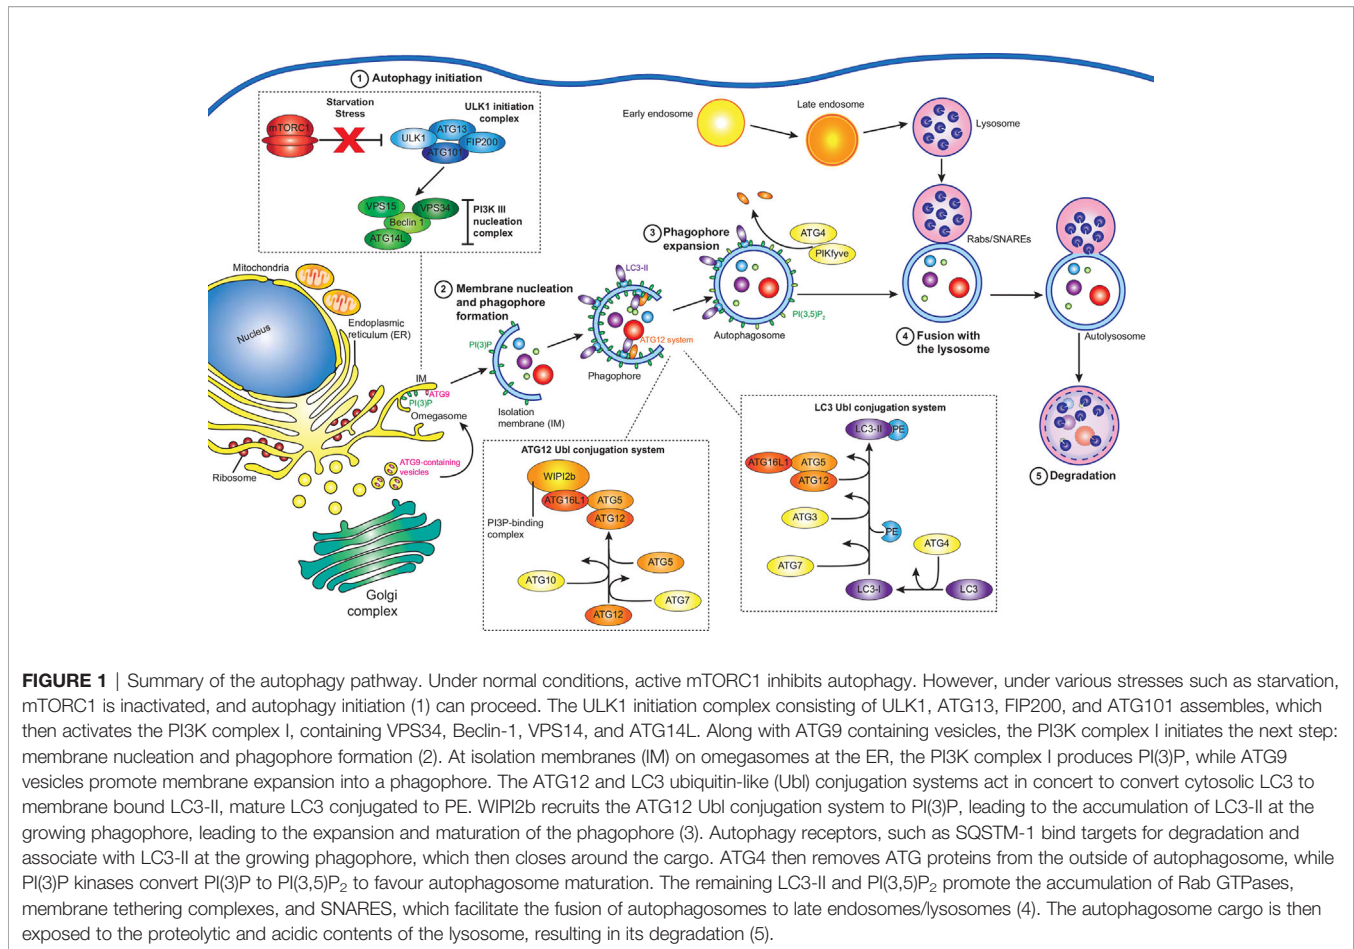 1 Autophagy initiation
Starvation
Stress
ULK1 initiation
complex
mTORC1
ULK1
ATG13
FIP200
ATG101
VPS15
VPS34
Beclin 1
ATG14L
PI3K III
nucleation
complex
Early endosome
Late endosome
Lysosome
Rabs/SNAREs
3 Phagophore
expansion
ATG4
PIKfyve
LC3-II
Mitochondria
Nucleus
Endoplasmic
reticulum (ER)
2 Membrane nucleation
and phagophore
formation
PI(3)P
ATG12 system
Phagophore
Autophagosome
PI(3,5)P2
4 Fusion with
the lysosome
Autolysosome
IM
ATG9
PI(3)P
Omegasome
Isolation
membrane (IM)
Ribosome
ATG9-containing
vesicles
Golgi
complex
ATG12 Ubl conjugation system
WIPI2b
ATG16L1
ATG5
ATG12
PI3P-binding
complex
ATG5
ATG10
ATG7
ATG12
LC3 Ubl conjugation system
LC3-II
PE
ATG16L1
ATG5
ATG12
ATG3
PE
ATG4
ATG7
LC3-I
LC3
5 Degradation
FIGURE 1 | Summary of the autophagy pathway. Under normal conditions, active mTORC1 inhibits autophagy. However, under various stresses such as starvation,
mTORC1 is inactivated, and autophagy initiation (1) can proceed. The ULK1 initiation complex consisting of ULK1, ATG13, FIP200, and ATG101 assembles, which
then activates the PI3K complex I, containing VPS34, Beclin-1, VPS14, and ATG14L. Along with ATG9 containing vesicles, the PI3K complex I initiates the next step:
membrane nucleation and phagophore formation (2). At isolation membranes (IM) on omegasomes at the ER, the PI3K complex I produces PI(3)P, while ATG9
vesicles promote membrane expansion into a phagophore. The ATG12 and LC3 ubiquitin-like (Ubl) conjugation systems act in concert to convert cytosolic LC3 to
membrane bound LC3-II, mature LC3 conjugated to PE. WIPI2b recruits the ATG12 Ubl conjugation system to PI(3)P, leading to the accumulation of LC3-II at the
growing phagophore, leading to the expansion and maturation of the phagophore (3). Autophagy receptors, such as SQSTM-1 bind targets for degradation and
associate with LC3-II at the growing phagophore, which then closes around the cargo. ATG4 then removes ATG proteins from the outside of autophagosome, while
PI(3)P kinases convert PI(3)P to PI(3,5)P2 to favour autophagosome maturation. The remaining LC3-II and PI(3,5)P2 promote the accumulation of Rab GTPases,
membrane tethering complexes, and SNARES, which facilitate the fusion of autophagosomes to late endosomes/lysosomes (4). The autophagosome cargo is then
exposed to the proteolytic and acidic contents of the lysosome, resulting in its degradation (5).